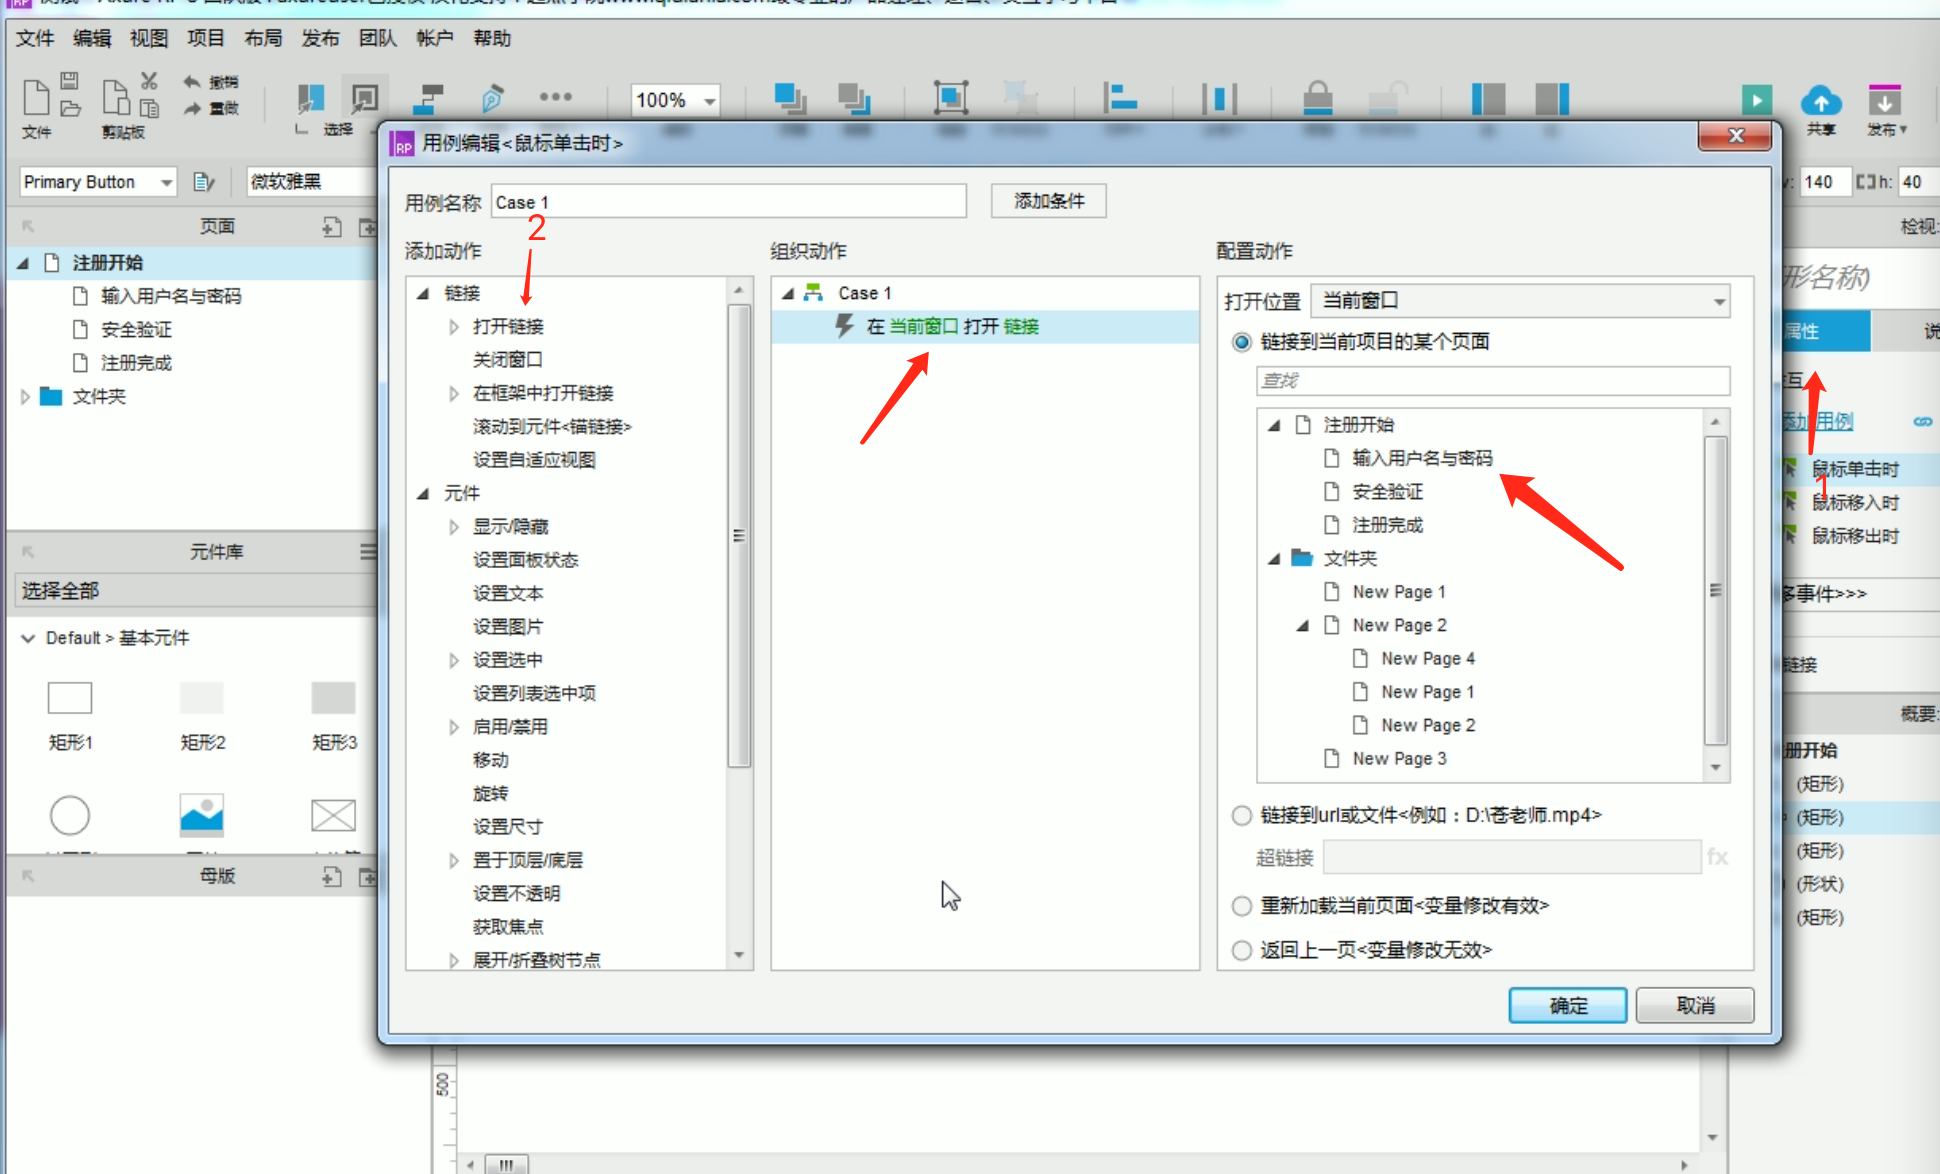 文件 编辑 视图 项目 布局 发布 团队 帐户 帮助
撤销
重做
文件 剪贴板 选择 100% 共享 发布
Primary Button 微软雅黑 140 h: 40
页面
注册开始
输入用户名与密码
安全验证
注册完成
文件夹
元件库
选择全部
Default > 基本元件
矩形1 矩形2 矩形3
母版
用例编辑<鼠标单击时>
用例名称 Case 1 添加条件
2
添加动作 组织动作 配置动作
链接
打开链接
关闭窗口
在框架中打开链接
滚动到元件<锚链接>
设置自适应视图
元件
显示/隐藏
设置面板状态
设置文本
设置图片
设置选中
设置列表选中项
启用/禁用
移动
旋转
设置尺寸
置于顶层/底层
设置不透明
获取焦点
展开/折叠树节点
Case 1
在 当前窗口 打开 链接
打开位置 当前窗口
链接到当前项目的某个页面
查找
注册开始
输入用户名与密码
安全验证
注册完成
文件夹
New Page 1
New Page 2
New Page 4
New Page 1
New Page 2
New Page 3
链接到url或文件<例如：D:\苍老师.mp4>
超链接 fx
重新加载当前页面<变量修改有效>
返回上一页<变量修改无效>
确定 取消
检视:
形名称)
属性 说
互
添加用例
鼠标单击时
1
鼠标移入时
鼠标移出时
多事件>>>
链接
概要:
册开始
(矩形)
(矩形)
(矩形)
(形状)
(矩形)
500